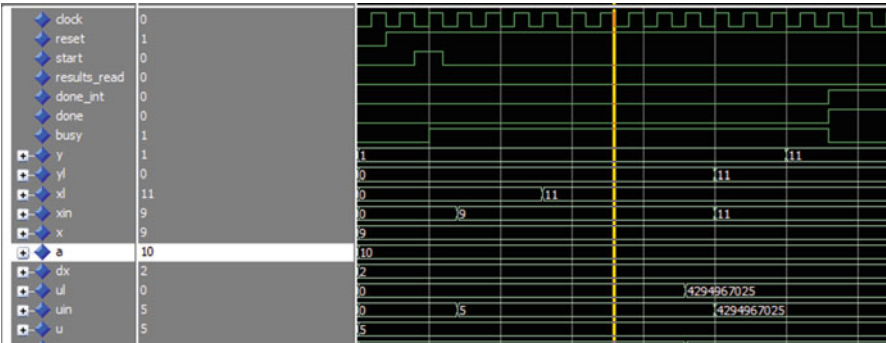 clock 0
reset 1
start 0
results_read 0
done_int 0
done 0
busy 1
y 1 1 11
yl 0 0 11
xl 11 0 11
xin 9 0 9 11
x 9 9
a 10 10
dx 2 2
ul 0 0 4294967025
uin 5 0 5 4294967025
u 5 5